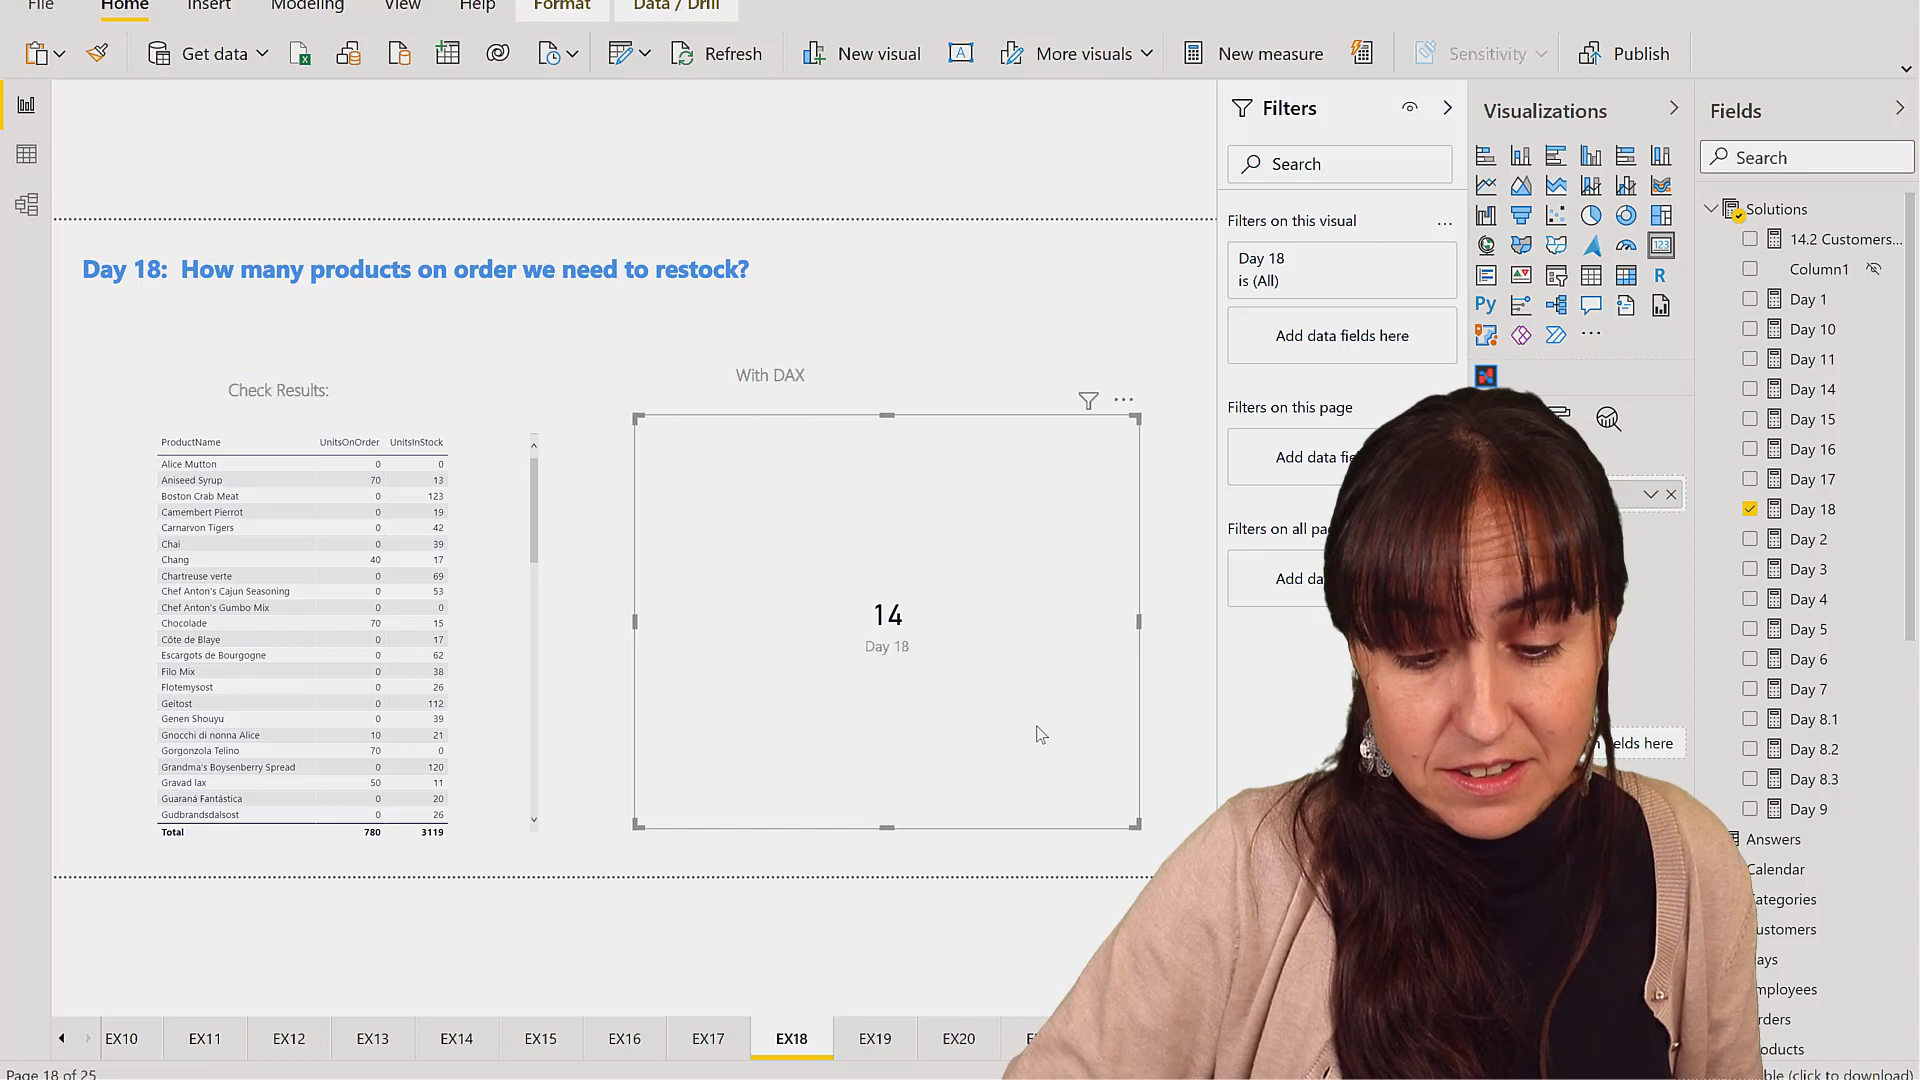 File Home Insert Modeling View Help Format Data / Drill
Get data Refresh New visual More visuals New measure Sensitivity Publish
Filters
Search
Filters on this visual
Day 18
is (All)
Add data fields here
Filters on this page
Add data
Filters on all
Visualizations
Fields
Search
Solutions
14.2 Customers...
Column1
Day 1
Day 10
Day 11
Day 14
Day 15
Day 16
Day 17
Day 18
Day 2
Day 3
Day 4
Day 5
Day 6
Day 7
Day 8.1
Day 8.2
Day 8.3
Day 9
Answers
Calendar
fields here
Day 18: How many products on order we need to restock?
Check Results:
With DAX
ProductName UnitsOnOrder UnitsInStock
Alice Mutton 0 0
Aniseed Syrup 70 13
Boston Crab Meat 0 123
Camembert Pierrot 0 19
Carnarvon Tigers 0 42
Chai 0 39
Chang 40 17
Chartreuse verte 0 69
Chef Anton's Cajun Seasoning 0 53
Chef Anton's Gumbo Mix 0 0
Chocolade 70 15
Côte de Blaye 0 17
Escargots de Bourgogne 0 62
Filo Mix 0 38
Flotemysost 0 26
Geitost 0 112
Genen Shouyu 0 39
Gnocchi di nonna Alice 10 21
Gorgonzola Telino 70 0
Grandma's Boysenberry Spread 0 120
Gravad lax 50 11
Guaraná Fantástica 0 20
Gudbrandsdalsost 0 26
Total 780 3119
14
Day 18
EX10 EX11 EX12 EX13 EX14 EX15 EX16 EX17 EX18 EX19 EX20
Page 18 of 25
(click to download)